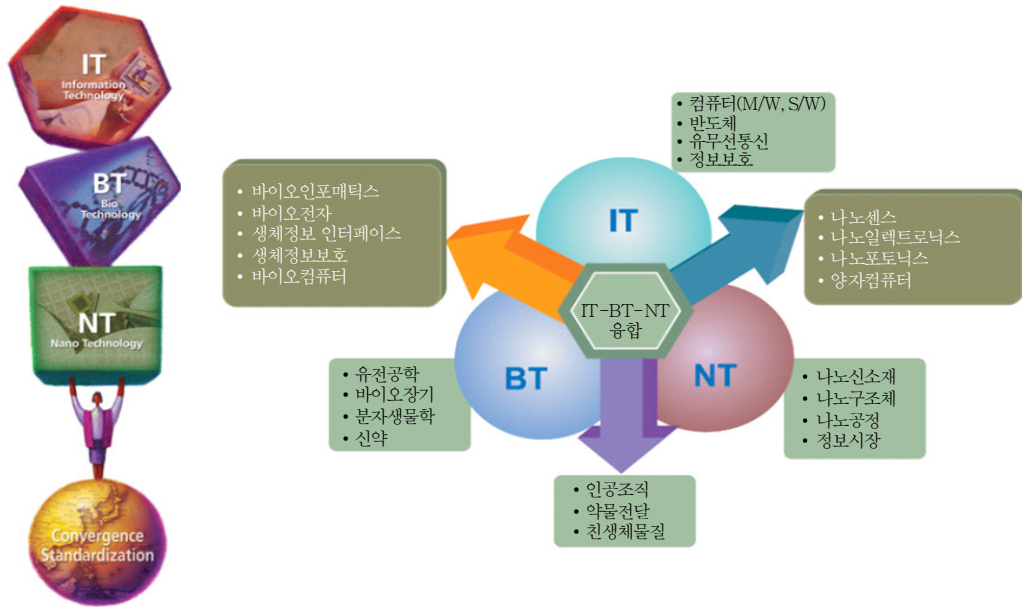 IT
Information
Technology
BT
Bio
Technology
NT
Nano Technology
Convergence
Standardization
• 컴퓨터(M/W, S/W)
• 반도체
• 유무선통신
• 정보보호
• 바이오인포매틱스
• 바이오전자
• 생체정보 인터페이스
• 생체정보보호
• 바이오컴퓨터
IT
• 나노센스
• 나노일렉트로닉스
• 나노포토닉스
• 양자컴퓨터
IT-BT-NT
융합
BT
NT
• 유전공학
• 바이오장기
• 분자생물학
• 신약
• 나노신소재
• 나노구조체
• 나노공정
• 정보시장
• 인공조직
• 약물전달
• 친생체물질